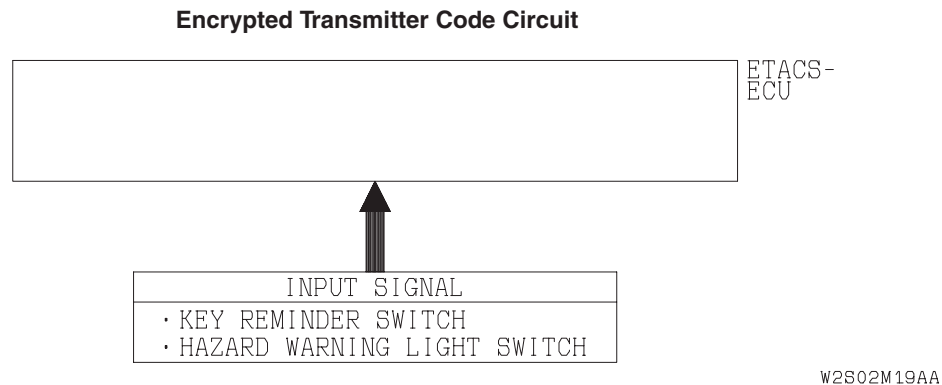 Encrypted Transmitter Code Circuit
ETACS-
ECU
INPUT SIGNAL
・KEY REMINDER SWITCH
・HAZARD WARNING LIGHT SWITCH
W2S02M19AA